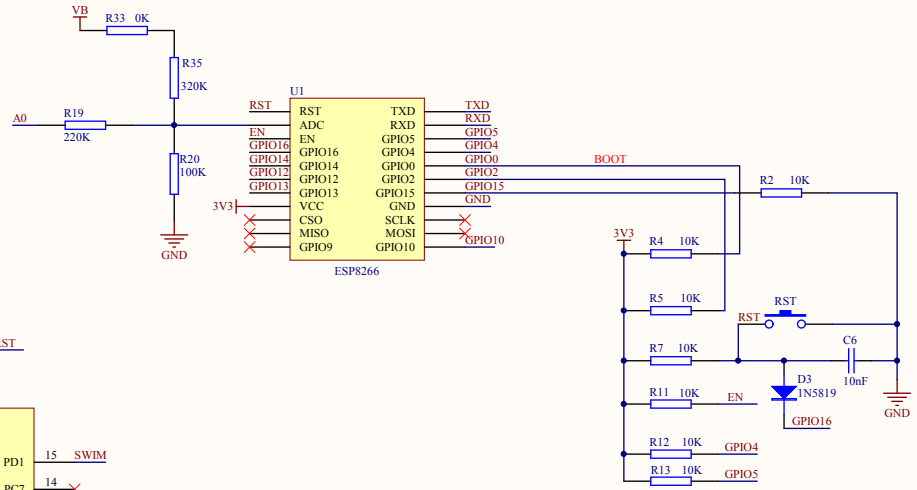 VB
R33 0K
R35
320K
A0
R19
220K
R20
100K
GND
U1
RST RST TXD TXD
ADC RXD RXD
EN EN GPIO5 GPIO5
GPIO16 GPIO16 GPIO4 GPIO4
GPIO14 GPIO14 GPIO0 GPIO0 BOOT
GPIO12 GPIO12 GPIO2 GPIO2
GPIO13 GPIO13 GPIO15 GPIO15
3V3 VCC GND GND
CSO SCLK
MISO MOSI
GPIO9 GPIO10 GPIO10
ESP8266
R2 10K
3V3
R4 10K
R5 10K
RST
RST
R7 10K
C6
10nF
D3
1N5819
GPIO16
GND
R11 10K EN
R12 10K GPIO4
R13 10K GPIO5
PD1 15 SWIM
14